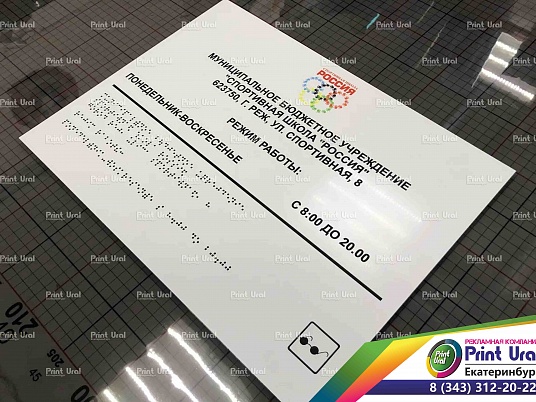 РОССИЯ
МУНИЦИПАЛЬНОЕ БЮДЖЕТНОЕ УЧРЕЖДЕНИЕ
"СПОРТИВНАЯ ШКОЛА "РОССИЯ"
623750, Г. РЕЖ, УЛ. СПОРТИВНАЯ, 8
РЕЖИМ РАБОТЫ:
ПОНЕДЕЛЬНИК-ВОСКРЕСЕНЬЕ
С 8:00 ДО 20.00
Print Ural
РЕКЛАМНАЯ КОМПАНИЯ
Print Ural
Екатеринбург
8 (343) 312-20-22